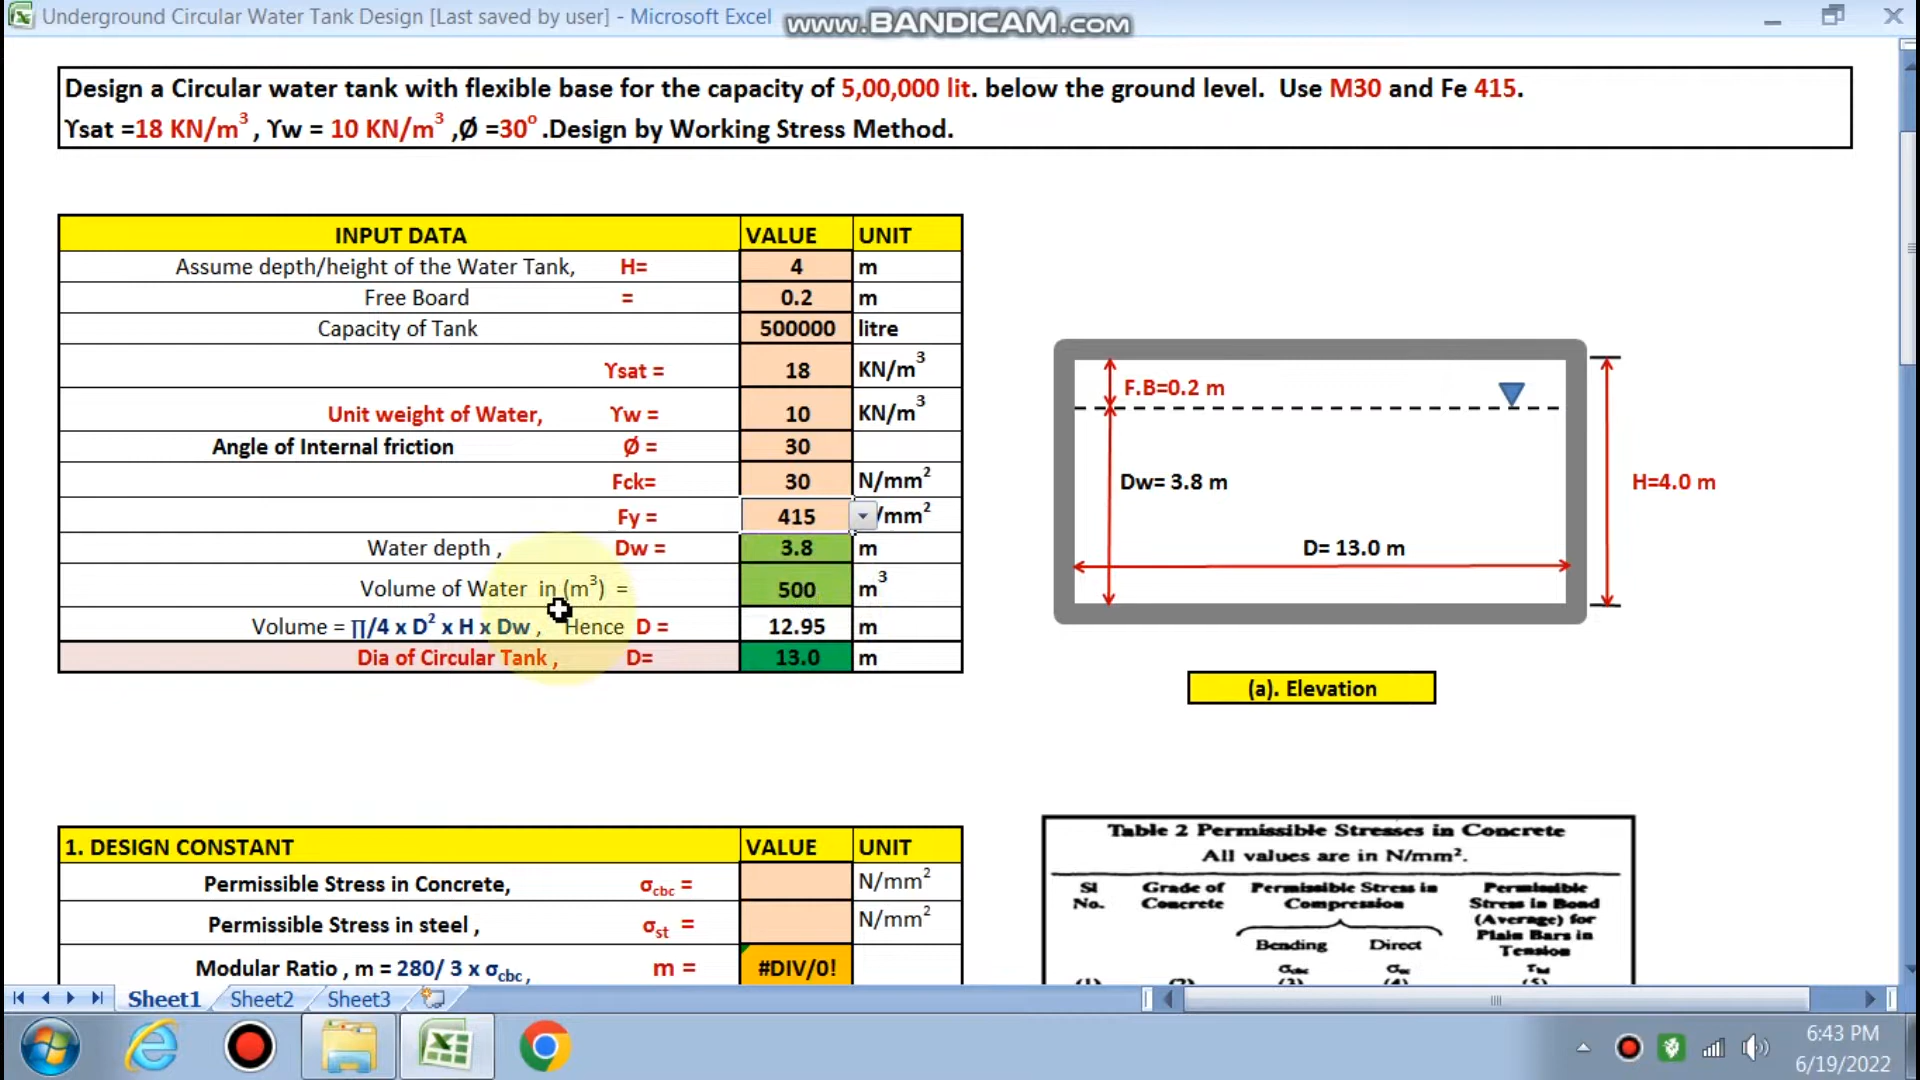 Underground Circular Water Tank Design [Last saved by user] - Microsoft Excel
www.BANDICAM.com
Design a Circular water tank with flexible base for the capacity of 5,00,000 lit. below the ground level. Use M30 and Fe 415.
ϒsat =18 KN/m³ , ϒw = 10 KN/m³ ,Ø =30° .Design by Working Stress Method.
INPUT DATA VALUE UNIT
Assume depth/height of the Water Tank, H= 4 m
Free Board = 0.2 m
Capacity of Tank 500000 litre
ϒsat = 18 KN/m³
Unit weight of Water, ϒw = 10 KN/m³
Angle of Internal friction Ø = 30
Fck= 30 N/mm²
Fy = 415 /mm²
Water depth , Dw = 3.8 m
Volume of Water in (m³) = 500 m³
Volume = ∏/4 x D² x H x Dw , Hence D = 12.95 m
Dia of Circular Tank , D= 13.0 m
F.B=0.2 m
Dw= 3.8 m
H=4.0 m
D= 13.0 m
(a). Elevation
1. DESIGN CONSTANT VALUE UNIT
Permissible Stress in Concrete, σcbc = N/mm²
Permissible Stress in steel , σst = N/mm²
Modular Ratio , m = 280/ 3 x σcbc , m = #DIV/0!
Table 2 Permissible Stresses in Concrete
All values are in N/mm².
Sl No. Grade of Concrete Permissible Stress in Compression Permissible Stress in Bond (Average) for Plain Bars in Tension
Bending Direct
(1) (2) (3) (4) (5)
Sheet1 Sheet2 Sheet3
6:43 PM
6/19/2022